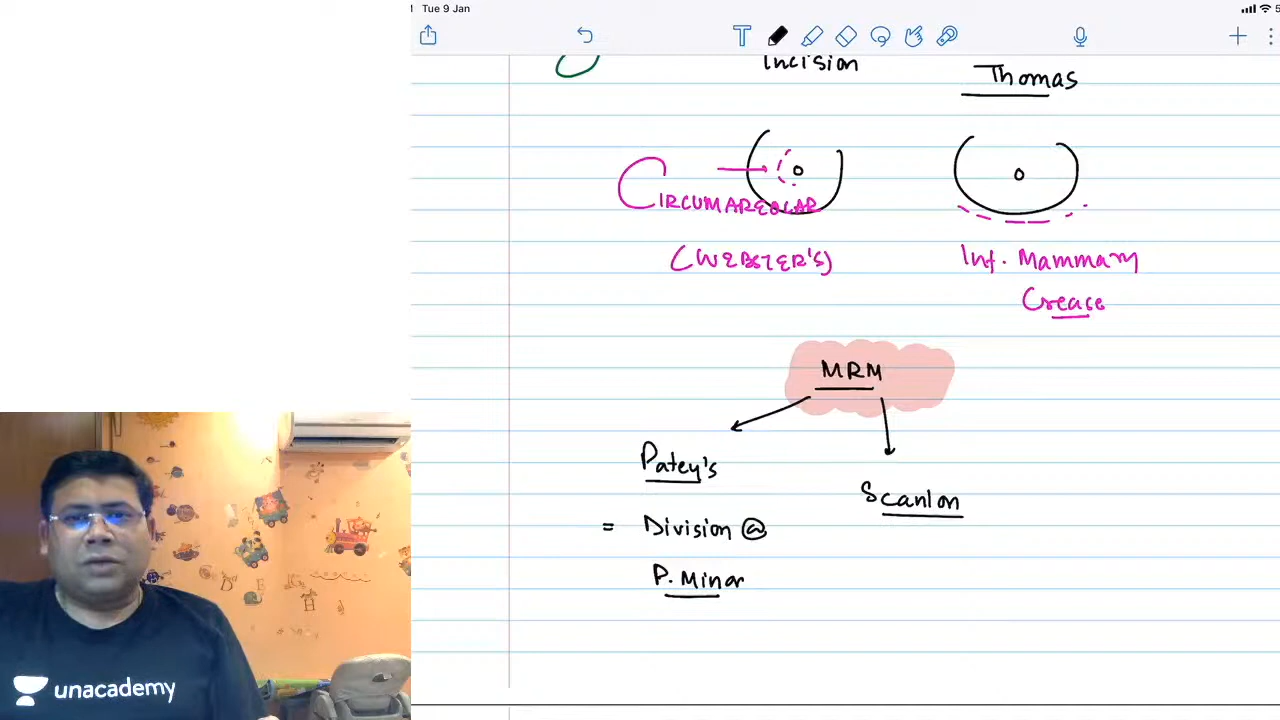 Tue 9 Jan
Incision
Thomas
CIRCUMAREOLAR
(WEBSTER'S)
Inf. Mammary
Crease
MRM
Patey's
Scanlon
= Division @
P. Minor
unacademy